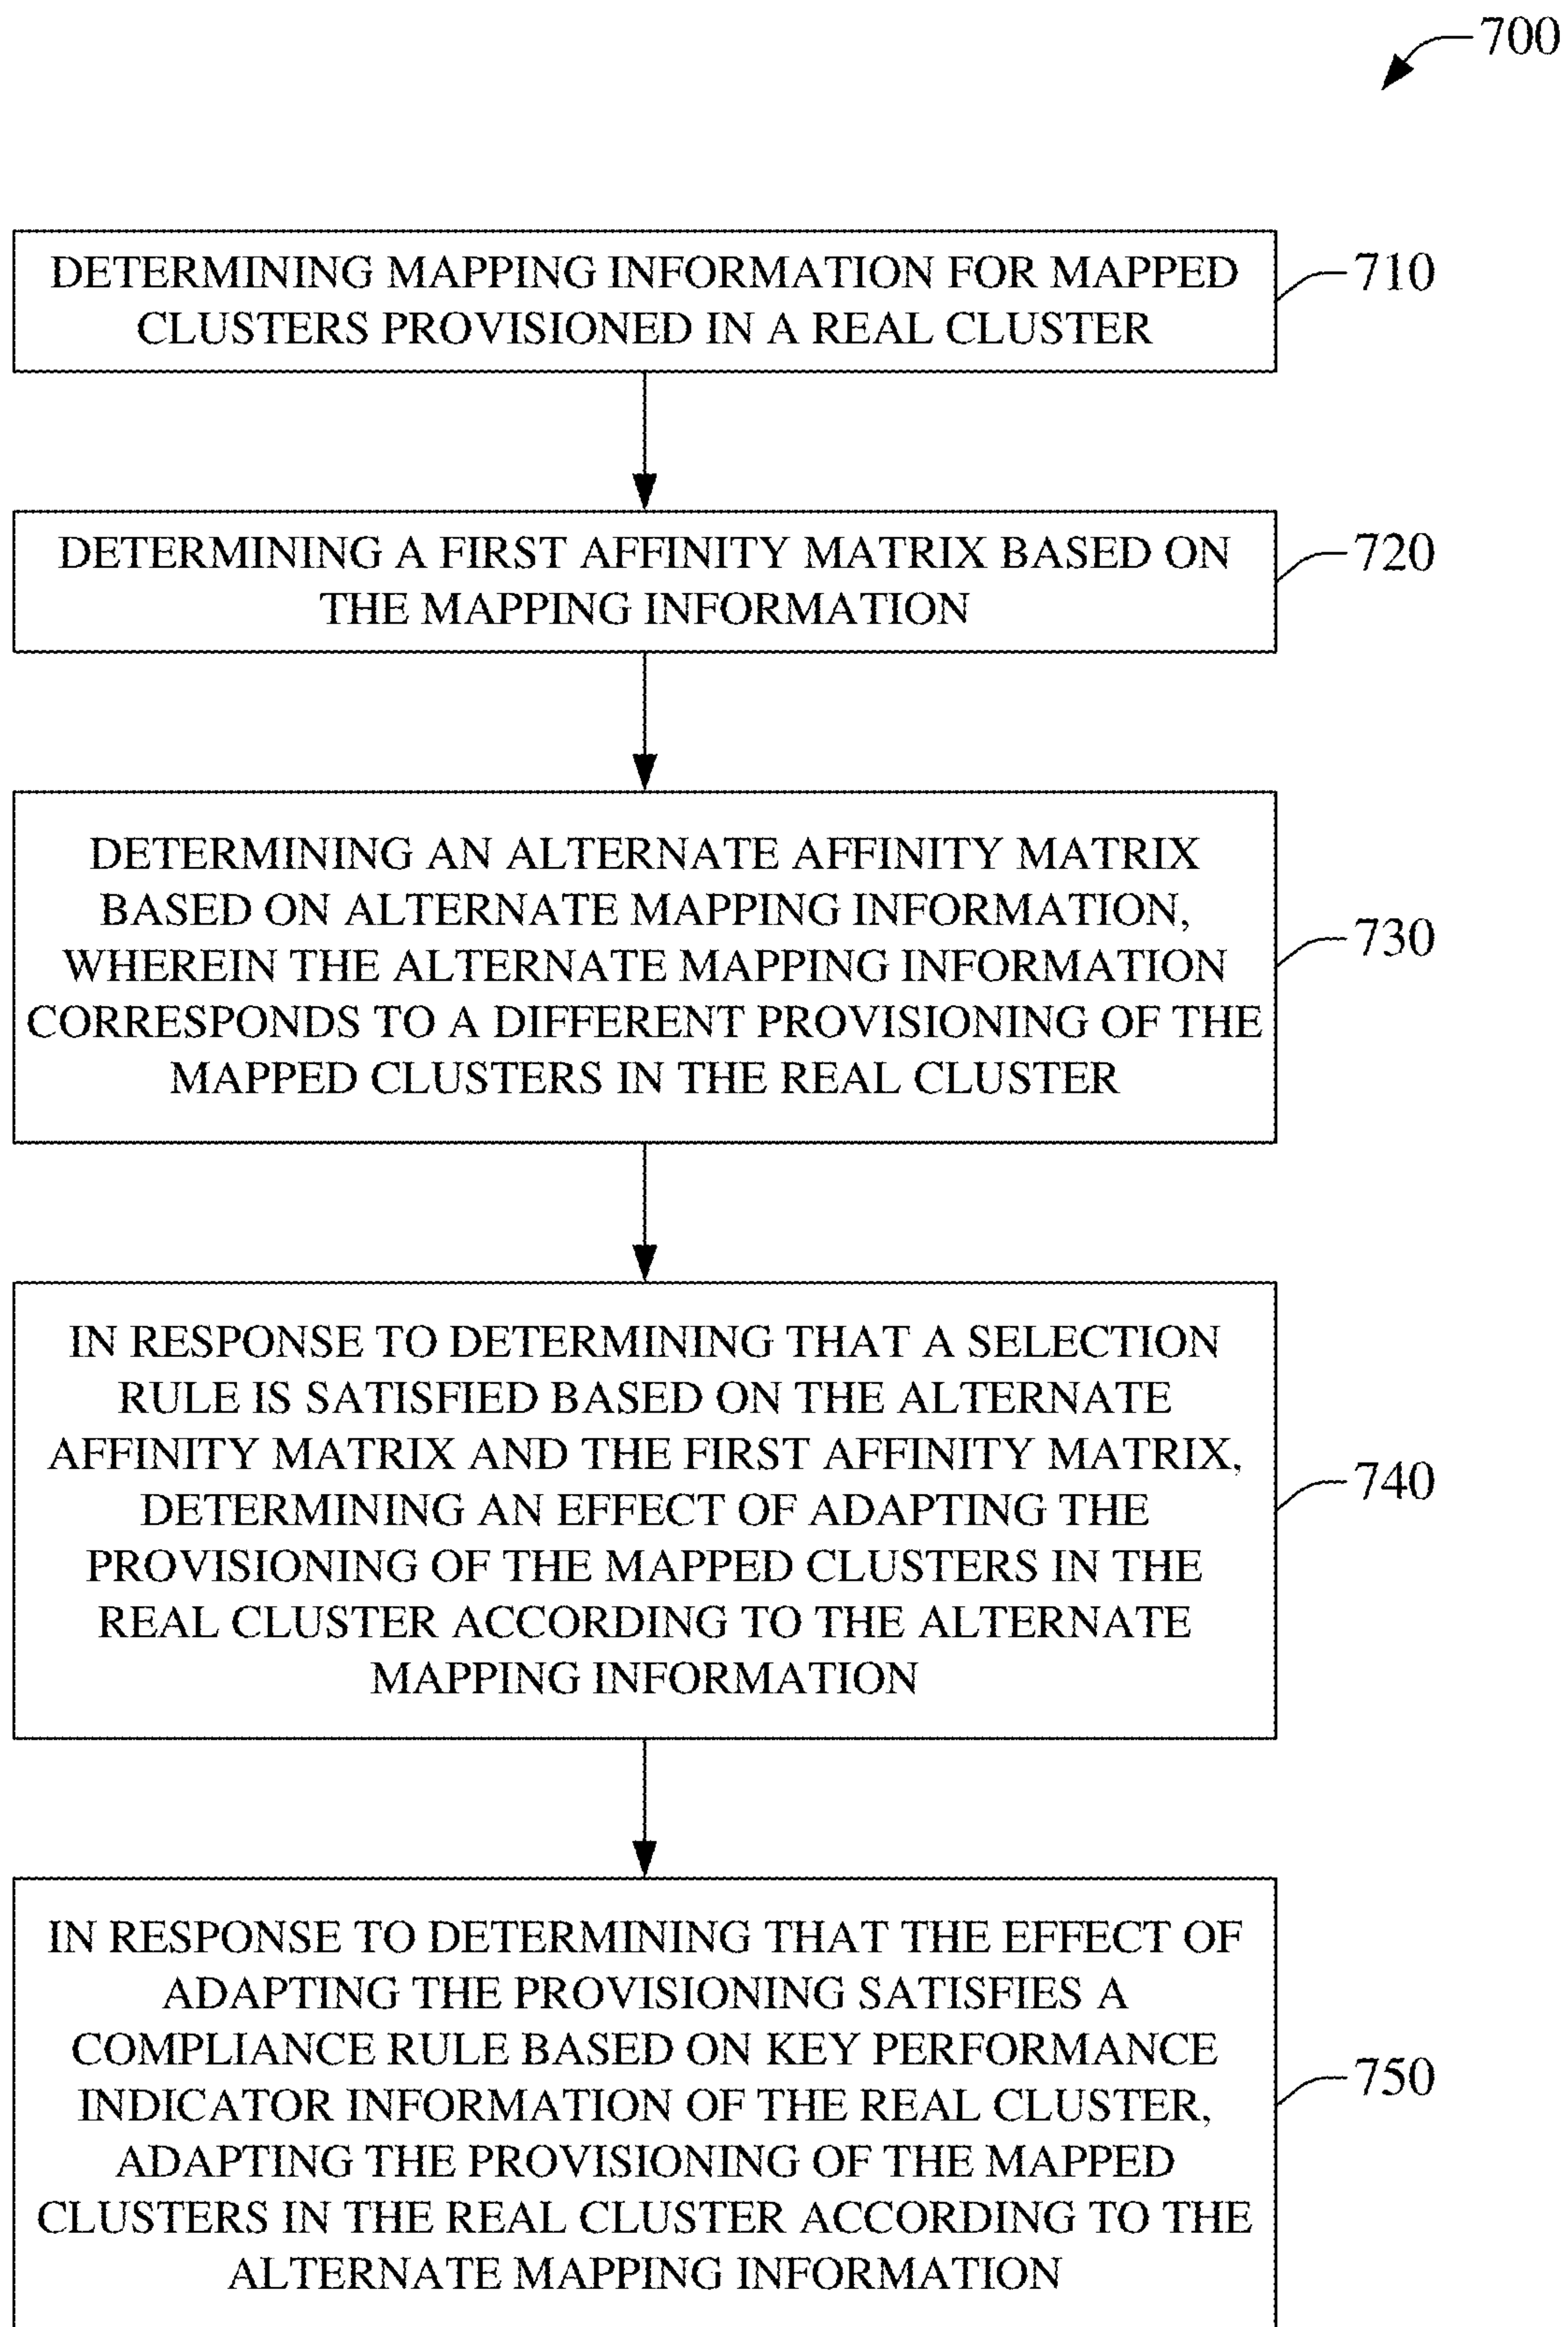 700
DETERMINING MAPPING INFORMATION FOR MAPPED
CLUSTERS PROVISIONED IN A REAL CLUSTER
710
DETERMINING A FIRST AFFINITY MATRIX BASED ON
THE MAPPING INFORMATION
720
DETERMINING AN ALTERNATE AFFINITY MATRIX
BASED ON ALTERNATE MAPPING INFORMATION,
WHEREIN THE ALTERNATE MAPPING INFORMATION
CORRESPONDS TO A DIFFERENT PROVISIONING OF THE
MAPPED CLUSTERS IN THE REAL CLUSTER
730
IN RESPONSE TO DETERMINING THAT A SELECTION
RULE IS SATISFIED BASED ON THE ALTERNATE
AFFINITY MATRIX AND THE FIRST AFFINITY MATRIX,
DETERMINING AN EFFECT OF ADAPTING THE
PROVISIONING OF THE MAPPED CLUSTERS IN THE
REAL CLUSTER ACCORDING TO THE ALTERNATE
MAPPING INFORMATION
740
IN RESPONSE TO DETERMINING THAT THE EFFECT OF
ADAPTING THE PROVISIONING SATISFIES A
COMPLIANCE RULE BASED ON KEY PERFORMANCE
INDICATOR INFORMATION OF THE REAL CLUSTER,
ADAPTING THE PROVISIONING OF THE MAPPED
CLUSTERS IN THE REAL CLUSTER ACCORDING TO THE
ALTERNATE MAPPING INFORMATION
750